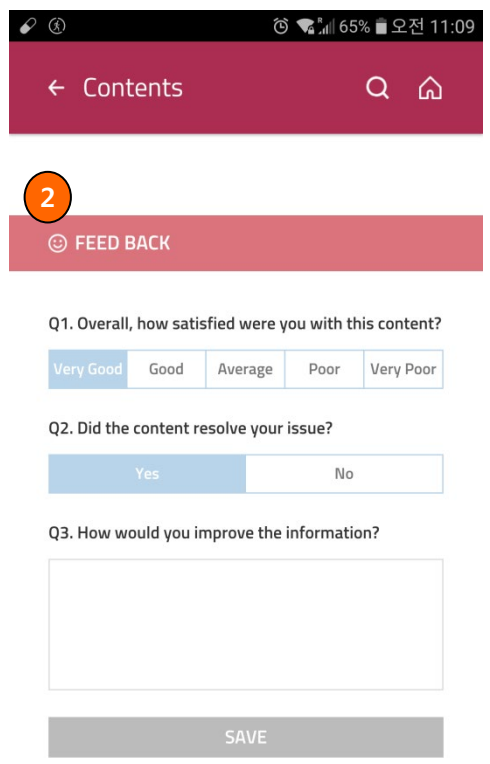 65% 오전 11:09
Contents
2
FEED BACK
Q1. Overall, how satisfied were you with this content?
Very Good Good Average Poor Very Poor
Q2. Did the content resolve your issue?
Yes No
Q3. How would you improve the information?
SAVE